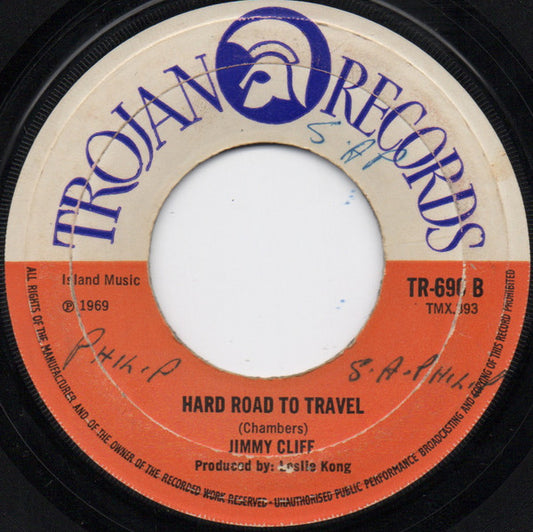 TROJAN RECORDS
S.A.P
Island Music
℗ 1969
TR-690 B
TMX.393
PHIL.P
S.A.PHILIP
HARD ROAD TO TRAVEL
(Chambers)
JIMMY CLIFF
Produced by: Leslie Kong
ALL RIGHTS OF THE MANUFACTURER AND OF THE OWNER OF THE RECORDED WORK RESERVED - UNAUTHORISED PUBLIC PERFORMANCE BROADCASTING AND COPYING OF THIS RECORD PROHIBITED